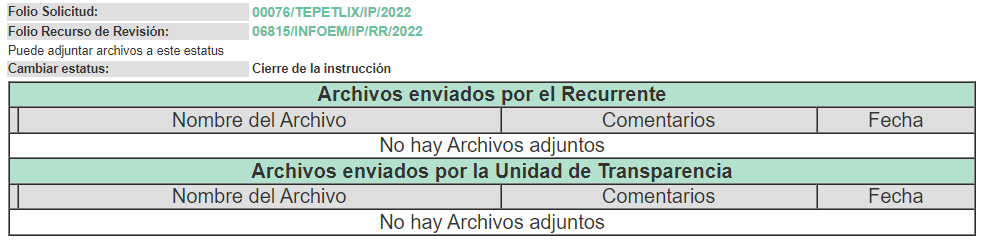 Folio Solicitud: 00076/TEPETLIX/IP/2022
Folio Recurso de Revisión: 06815/INFOEM/IP/RR/2022
Puede adjuntar archivos a este estatus
Cambiar estatus: Cierre de la instrucción
Archivos enviados por el Recurrente
Nombre del Archivo Comentarios Fecha
No hay Archivos adjuntos
Archivos enviados por la Unidad de Transparencia
Nombre del Archivo Comentarios Fecha
No hay Archivos adjuntos